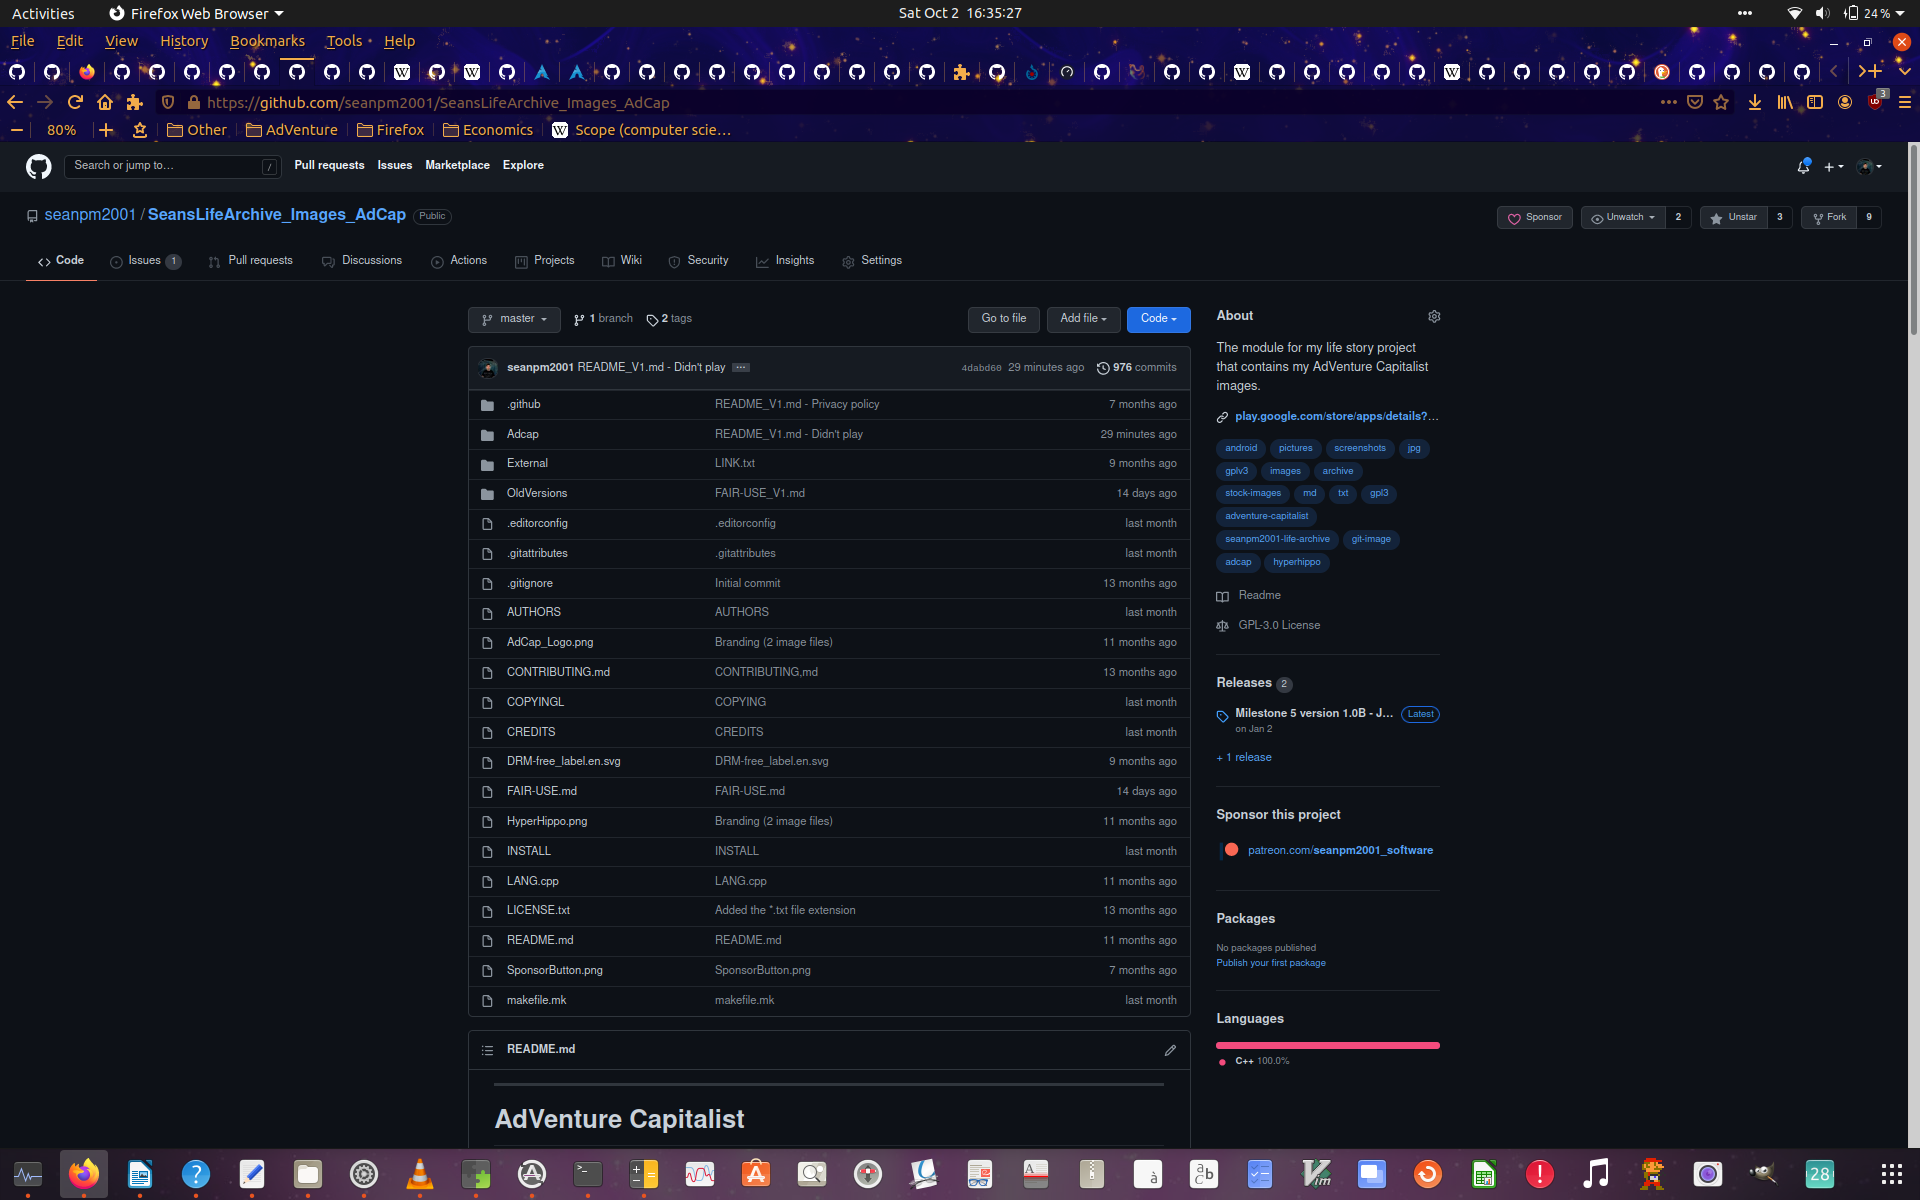 Activities Firefox Web Browser Sat Oct 2 16:35:27 24 %
File Edit View History Bookmarks Tools Help
https://github.com/seanpm2001/SeansLifeArchive_Images_AdCap 3
80% Other AdVenture Firefox Economics Scope (computer scie…
Search or jump to… / Pull requests Issues Marketplace Explore
seanpm2001 / SeansLifeArchive_Images_AdCap Public Sponsor Unwatch 2 Unstar 3 Fork 9
Code Issues 1 Pull requests Discussions Actions Projects Wiki Security Insights Settings
master 1 branch 2 tags Go to file Add file Code
seanpm2001 README_V1.md - Didn't play ... 4dabd60 29 minutes ago 976 commits
.github README_V1.md - Privacy policy 7 months ago
Adcap README_V1.md - Didn't play 29 minutes ago
External LINK.txt 9 months ago
OldVersions FAIR-USE_V1.md 14 days ago
.editorconfig .editorconfig last month
.gitattributes .gitattributes last month
.gitignore Initial commit 13 months ago
AUTHORS AUTHORS last month
AdCap_Logo.png Branding (2 image files) 11 months ago
CONTRIBUTING.md CONTRIBUTING,md 13 months ago
COPYINGL COPYING last month
CREDITS CREDITS last month
DRM-free_label.en.svg DRM-free_label.en.svg 9 months ago
FAIR-USE.md FAIR-USE.md 14 days ago
HyperHippo.png Branding (2 image files) 11 months ago
INSTALL INSTALL last month
LANG.cpp LANG.cpp 11 months ago
LICENSE.txt Added the *.txt file extension 13 months ago
README.md README.md 11 months ago
SponsorButton.png SponsorButton.png 7 months ago
makefile.mk makefile.mk last month
README.md
AdVenture Capitalist
About
The module for my life story project
that contains my AdVenture Capitalist
images.
play.google.com/store/apps/details?…
android pictures screenshots jpg
gplv3 images archive
stock-images md txt gpl3
adventure-capitalist
seanpm2001-life-archive git-image
adcap hyperhippo
Readme
GPL-3.0 License
Releases 2
Milestone 5 version 1.0B - J… Latest
on Jan 2
+ 1 release
Sponsor this project
patreon.com/seanpm2001_software
Packages
No packages published
Publish your first package
Languages
C++ 100.0%
28